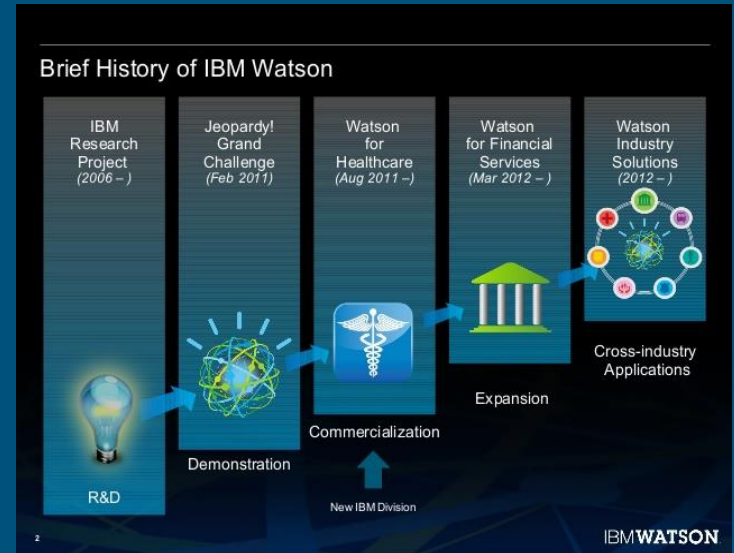 Brief History of IBM Watson
IBM
Research
Project
(2006 – )
Jeopardy!
Grand
Challenge
(Feb 2011)
Watson
for
Healthcare
(Aug 2011 –)
Watson
for Financial
Services
(Mar 2012 – )
Watson
Industry
Solutions
(2012 – )
R&D
Demonstration
Commercialization
New IBM Division
Expansion
Cross-industry
Applications
2
IBMWATSON